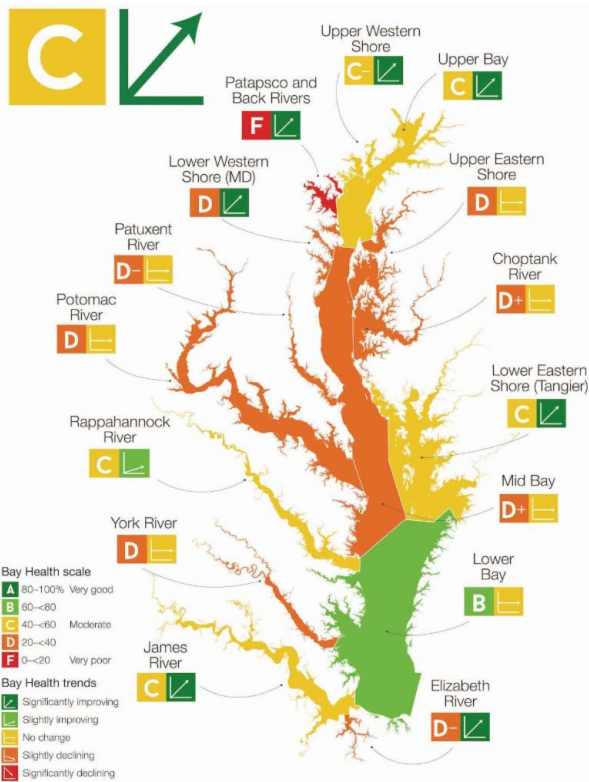 C
Upper Western
Shore
C-
Upper Bay
C
Patapsco and
Back Rivers
F
Lower Western
Shore (MD)
D
Upper Eastern
Shore
D
Patuxent
River
D-
Choptank
River
D+
Potomac
River
D
Lower Eastern
Shore (Tangier)
C
Rappahannock
River
C
Mid Bay
D+
York River
D
Lower
Bay
B
James
River
C
Elizabeth
River
D-
Bay Health scale
A 80–100% Very good
B 60–<80
C 40–<60 Moderate
D 20–<40
F 0–<20 Very poor
Bay Health trends
Significantly improving
Slightly improving
No change
Slightly declining
Significantly declining